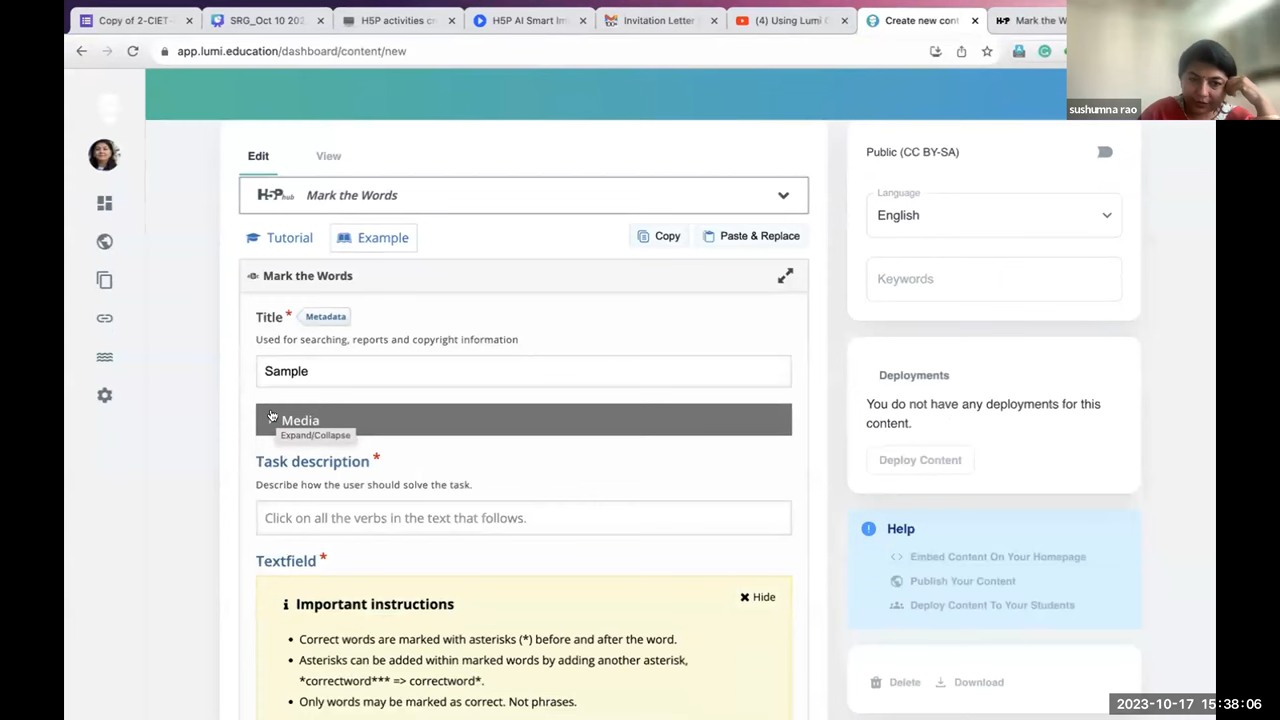 Copy of 2-CIET-
SRG_Oct 10 202
H5P activities cr
H5P AI Smart Im
Invitation Letter
(4) Using Lumi
Create new cont
H5P Mark the W
app.lumi.education/dashboard/content/new
sushumna rao
Edit
View
Public (CC BY-SA)
H5P hub Mark the Words
Language
English
Tutorial
Example
Copy
Paste & Replace
Mark the Words
Keywords
Title * Metadata
Used for searching, reports and copyright information
Sample
Deployments
You do not have any deployments for this
content.
Media
Expand/Collapse
Deploy Content
Task description *
Describe how the user should solve the task.
Click on all the verbs in the text that follows.
Help
Embed Content On Your Homepage
Publish Your Content
Deploy Content To Your Students
Textfield *
Important instructions
Hide
Correct words are marked with asterisks (*) before and after the word.
Asterisks can be added within marked words by adding another asterisk,
*correctword*** => correctword*.
Only words may be marked as correct. Not phrases.
Delete
Download
2023-10-17 15:38:06